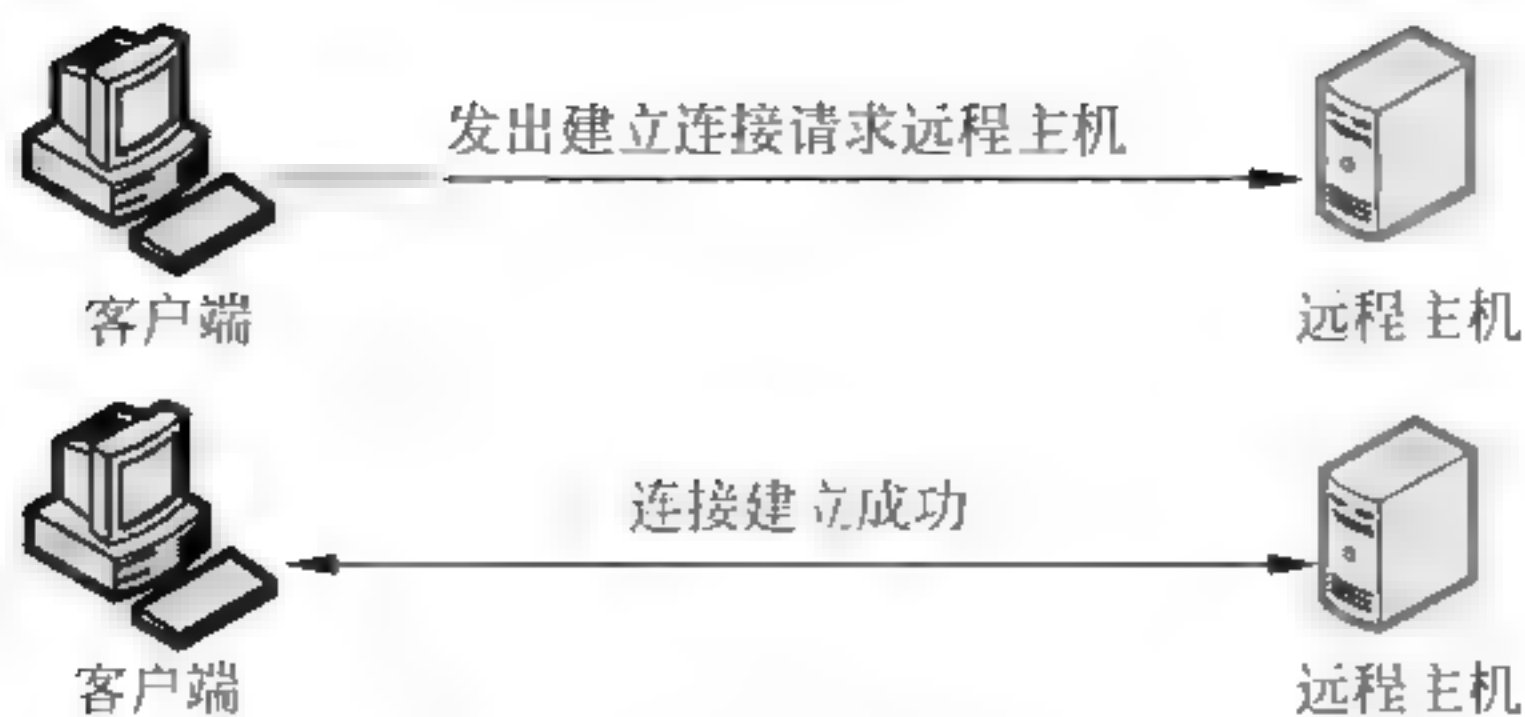 发出建立连接请求远程主机
客户端
远程主机
连接建立成功
客户端
远程主机